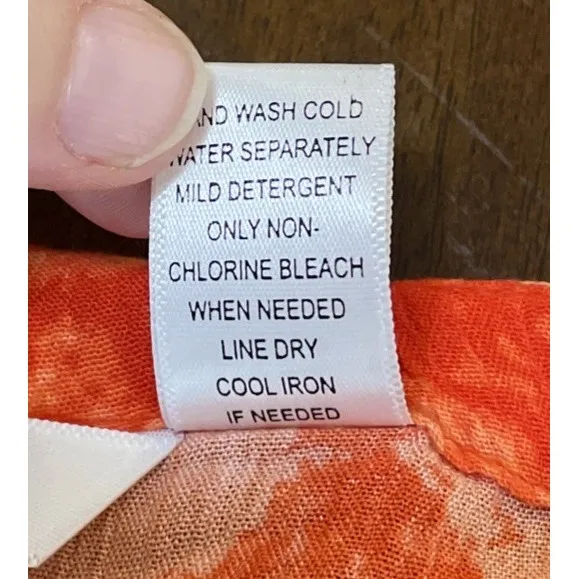 AND WASH COLD
WATER SEPARATELY
MILD DETERGENT
ONLY NON-
CHLORINE BLEACH
WHEN NEEDED
LINE DRY
COOL IRON
IF NEEDED